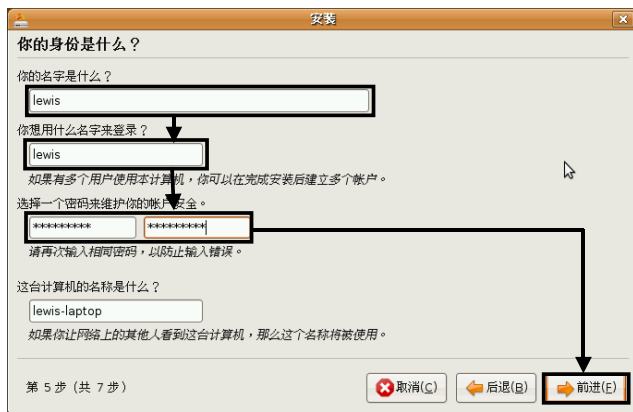 安装
你的身份是什么？
你的名字是什么？
lewis
你想用什么名字来登录？
lewis
如果有多个用户使用本计算机，你可以在完成安装后建立多个帐户。
选择一个密码来维护你的帐户安全。
********* *********
请再次输入相同密码，以防止输入错误。
这台计算机的名称是什么？
lewis-laptop
如果你让网络上的其他人看到这台计算机，那么这个名称将被使用。
第 5 步（共 7 步） 取消(C) 后退(B) 前进(F)